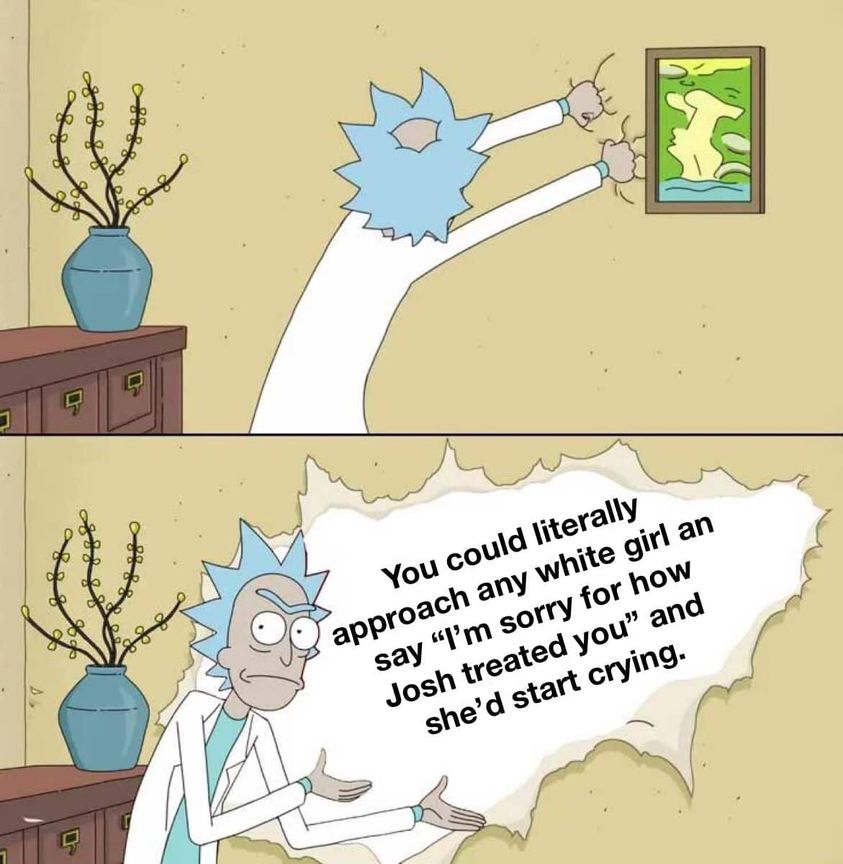 You could literally
approach any white girl an
say “I’m sorry for how
Josh treated you” and
she’d start crying.